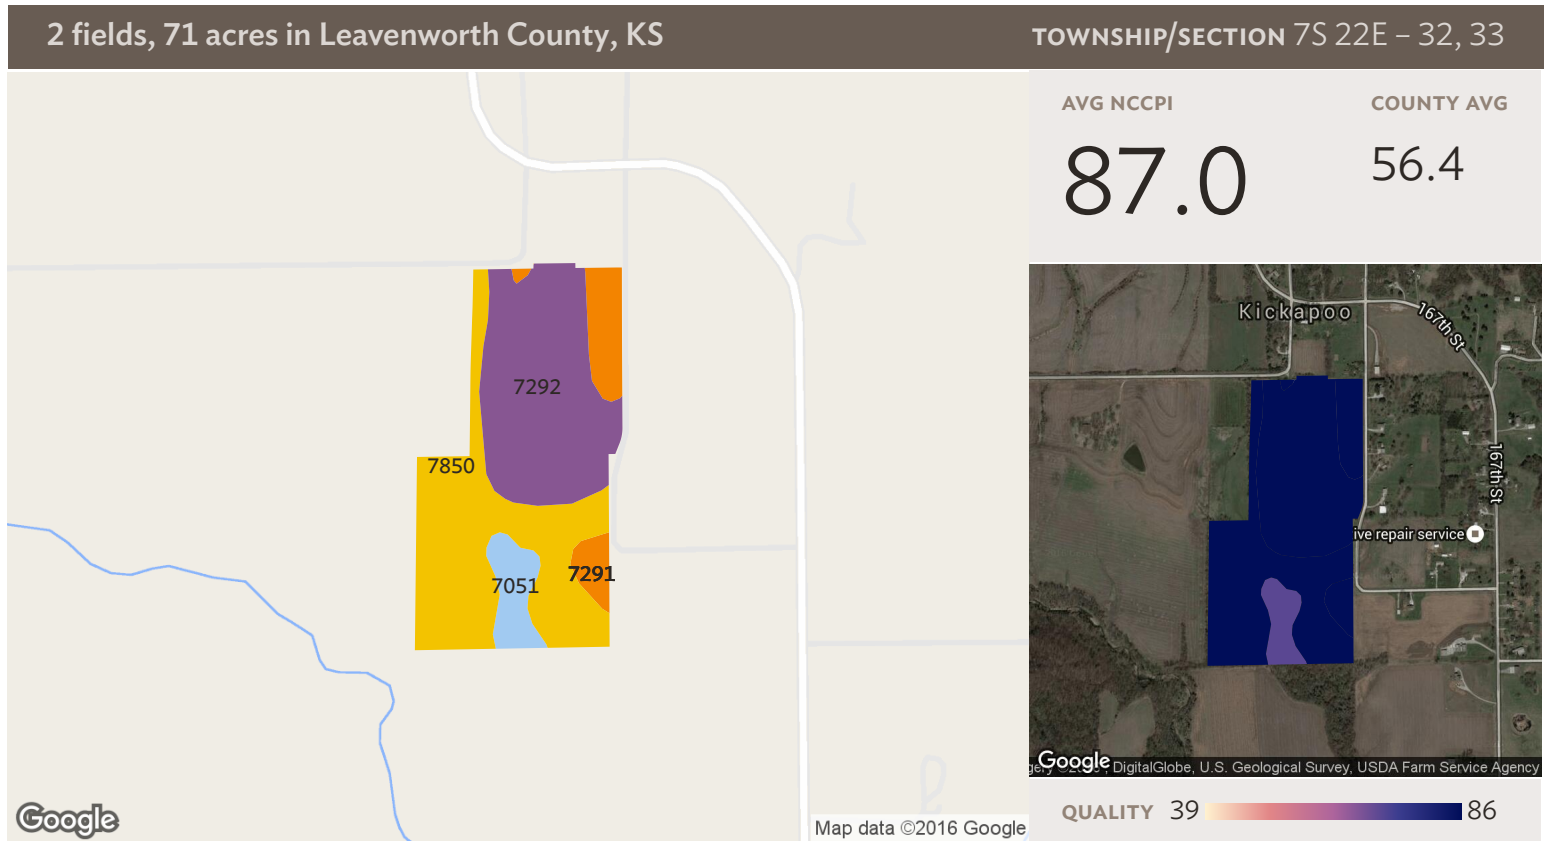 2 fields, 71 acres in Leavenworth County, KS
TOWNSHIP/SECTION 7S 22E – 32, 33
AVG NCCPI
COUNTY AVG
87.0
56.4
7292
7850
7051
7291
Google
Map data ©2016 Google
Kickapoo
167th St
167th St
ive repair service
Google
DigitalGlobe, U.S. Geological Survey, USDA Farm Service Agency
QUALITY 39 86